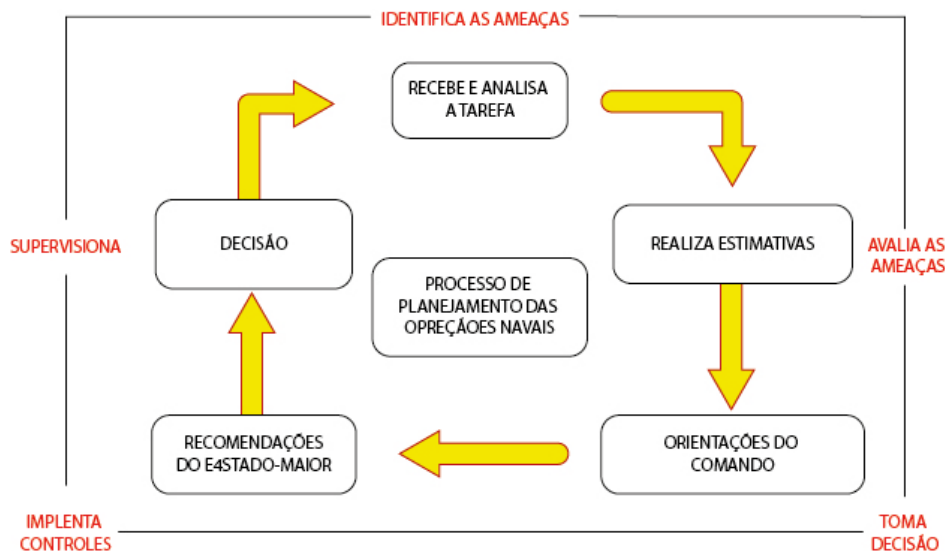 IDENTIFICA AS AMEAÇAS
RECEBE E ANALISA
A TAREFA
SUPERVISIONA
DECISÃO
REALIZA ESTIMATIVAS
AVALIA AS
AMEAÇAS
PROCESSO DE
PLANEJAMENTO DAS
OPREÇÃOES NAVAIS
RECOMENDAÇÕES
DO E4STADO-MAIOR
ORIENTAÇÕES DO
COMANDO
IMPLENTA
CONTROLES
TOMA
DECISÃO